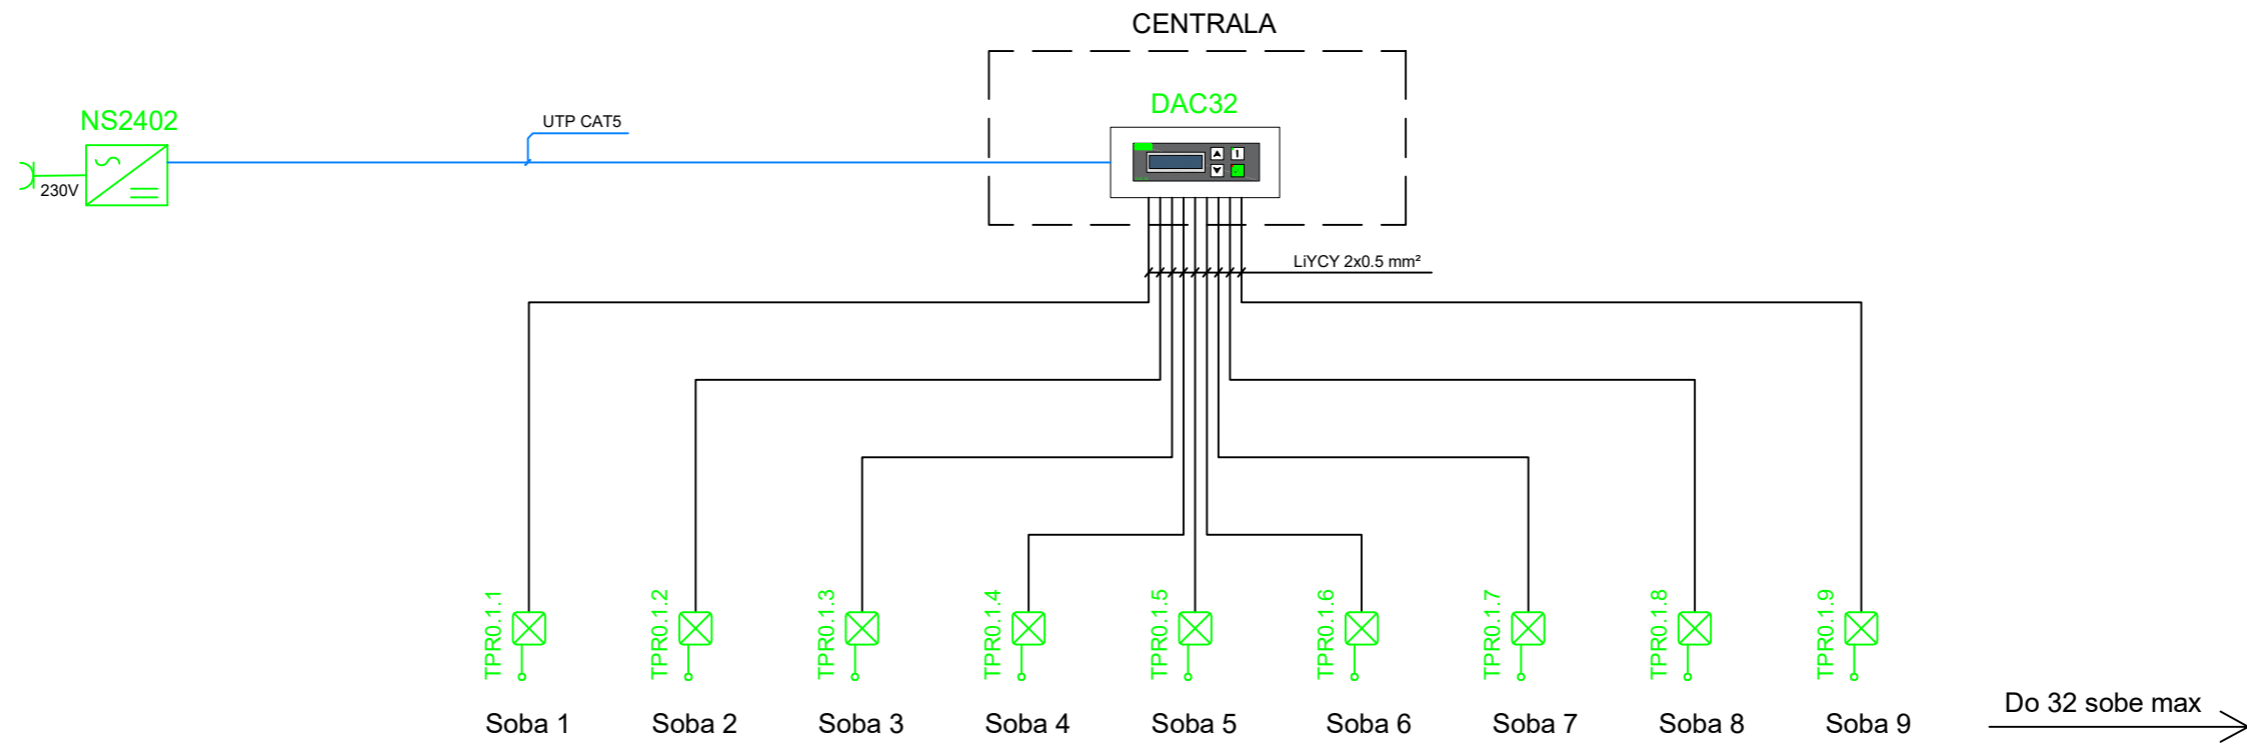 CENTRALA
DAC32
NS2402
UTP CAT5
230V
LiYCY 2x0.5 mm²
TPR0.1.1
TPR0.1.2
TPR0.1.3
TPR0.1.4
TPR0.1.5
TPR0.1.6
TPR0.1.7
TPR0.1.8
TPR0.1.9
Soba 1
Soba 2
Soba 3
Soba 4
Soba 5
Soba 6
Soba 7
Soba 8
Soba 9
Do 32 sobe max